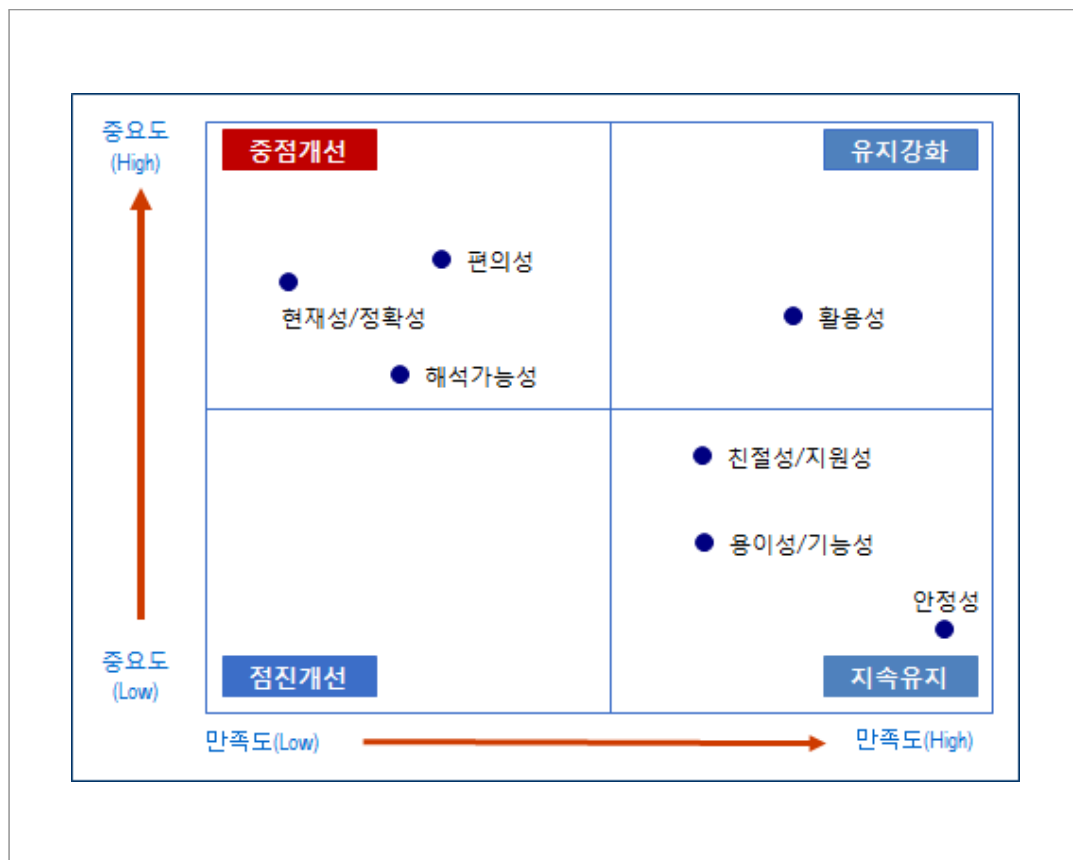 중요도
(High)
중점개선
유지강화
편의성
현재성/정확성
활용성
해석가능성
친절성/지원성
용이성/기능성
안정성
중요도
(Low)
점진개선
지속유지
만족도(Low)
만족도(High)